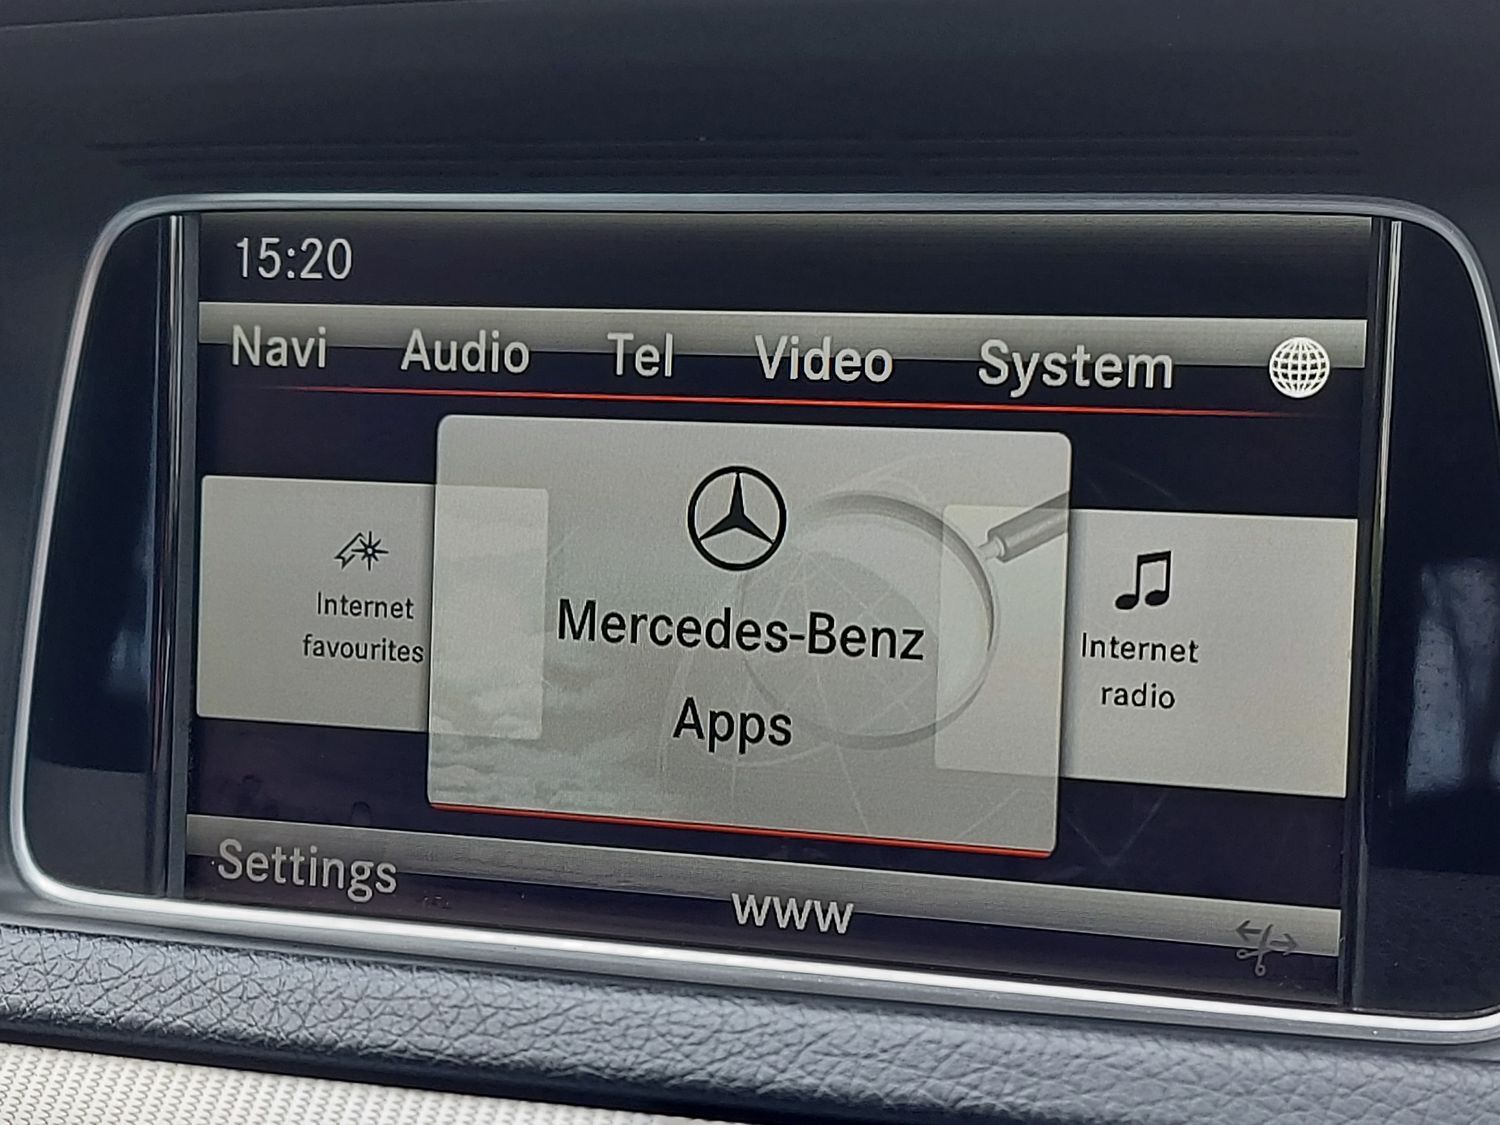 15:20
Navi Audio Tel Video System
Internet
favourites
Mercedes-Benz
Apps
Internet
radio
Settings
www